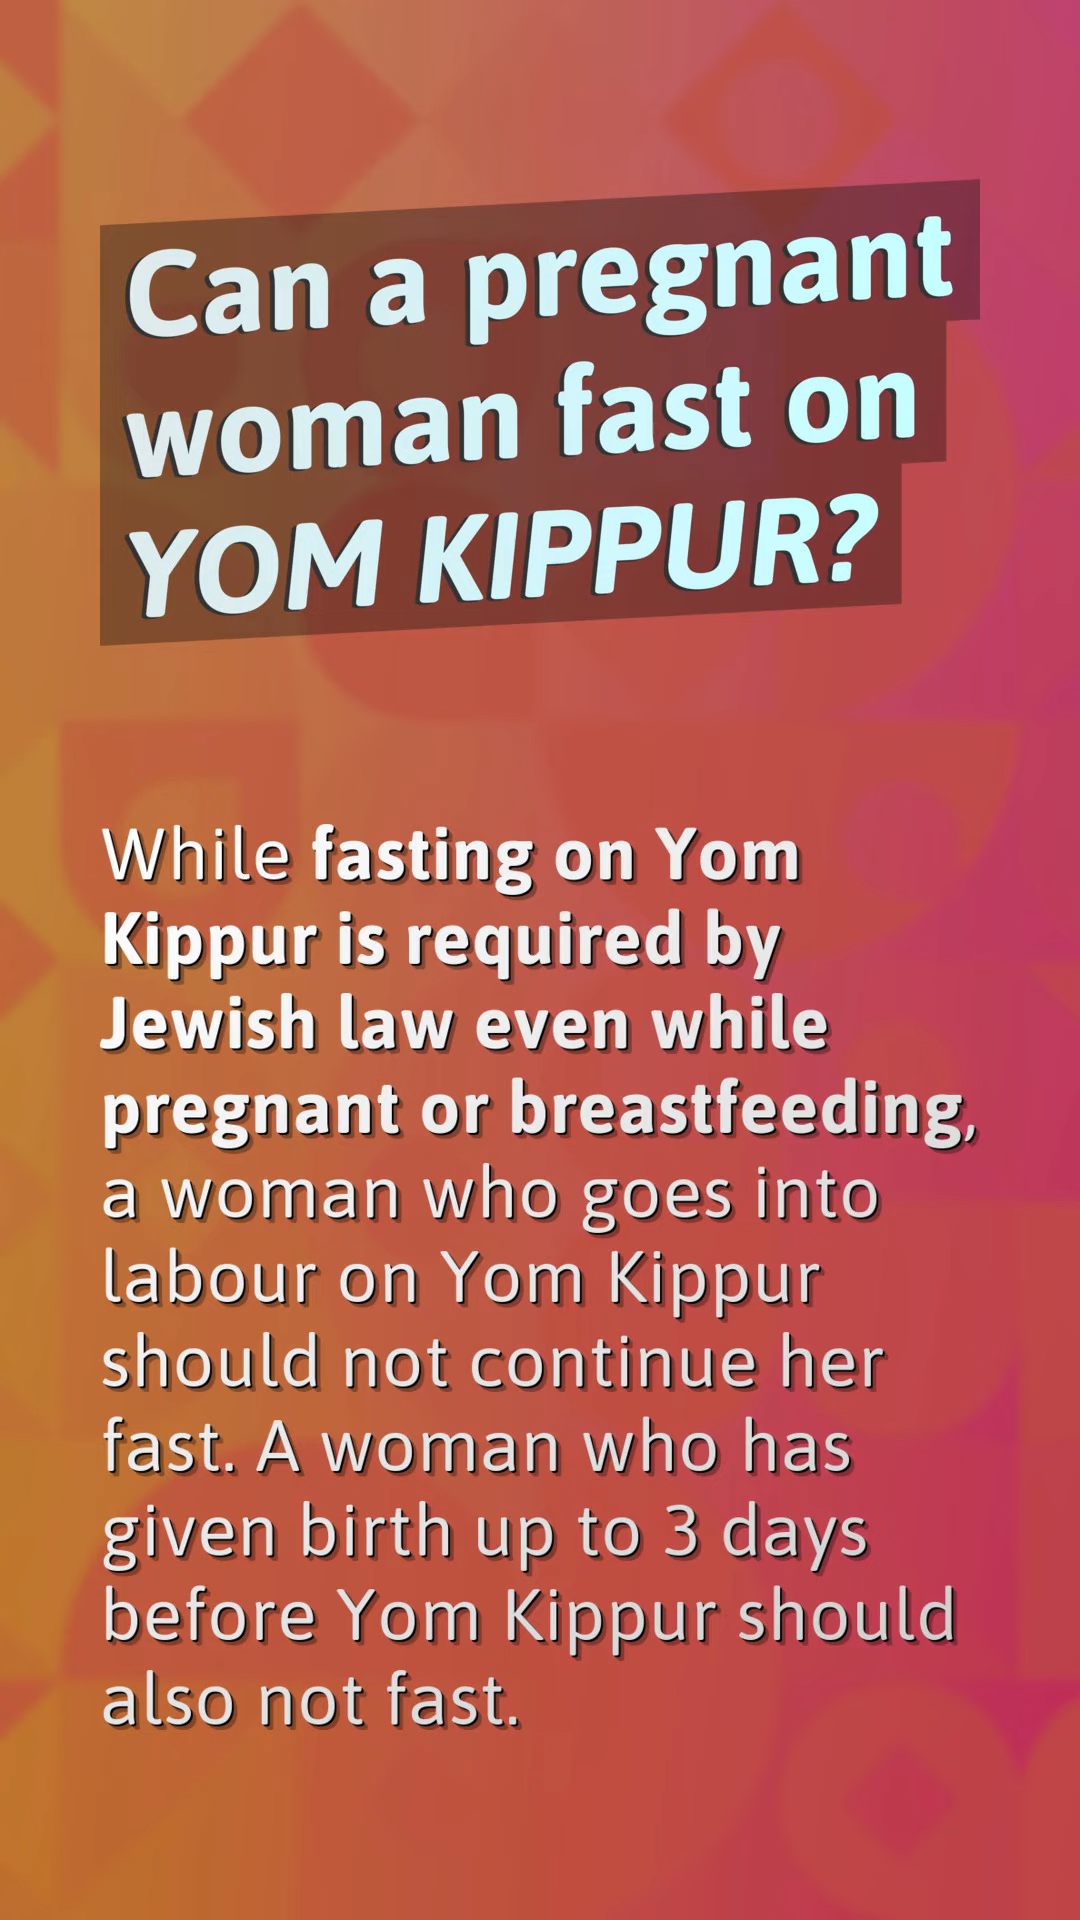 Can a pregnant
woman fast on
YOM KIPPUR?
While fasting on Yom
Kippur is required by
Jewish law even while
pregnant or breastfeeding,
a woman who goes into
labour on Yom Kippur
should not continue her
fast. A woman who has
given birth up to 3 days
before Yom Kippur should
also not fast.